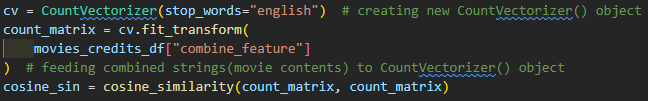 cv = CountVectorizer(stop_words="english")  # creating new CountVectorizer() object
count_matrix = cv.fit_transform(
    movies_credits_df["combine_feature"]
)  # feeding combined strings(movie contents) to CountVectorizer() object
cosine_sin = cosine_similarity(count_matrix, count_matrix)